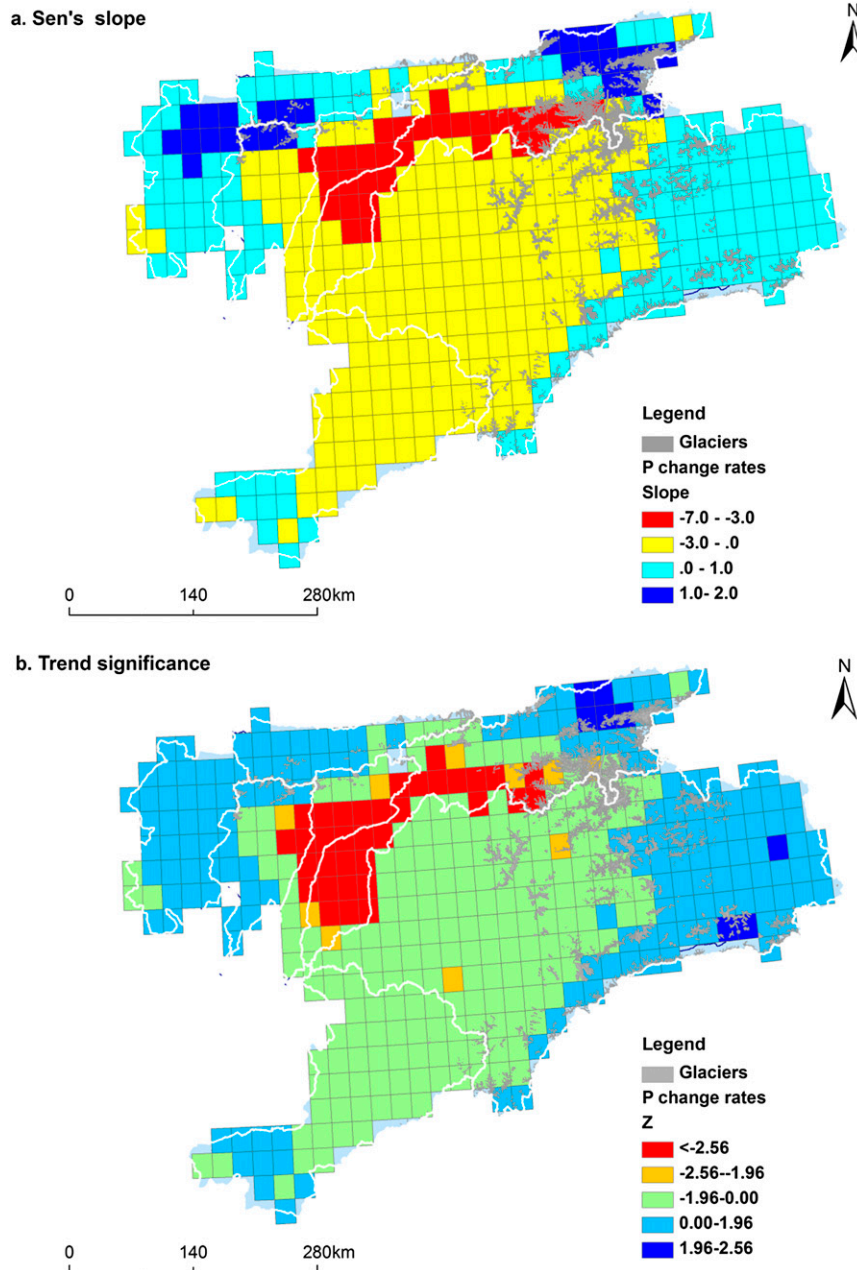 a. Sen's slope
N
Legend
Glaciers
P change rates
Slope
-7.0 - -3.0
-3.0 - .0
.0 - 1.0
1.0- 2.0
0 140 280km
b. Trend significance
N
Legend
Glaciers
P change rates
Z
<-2.56
-2.56--1.96
-1.96-0.00
0.00-1.96
1.96-2.56
0 140 280km